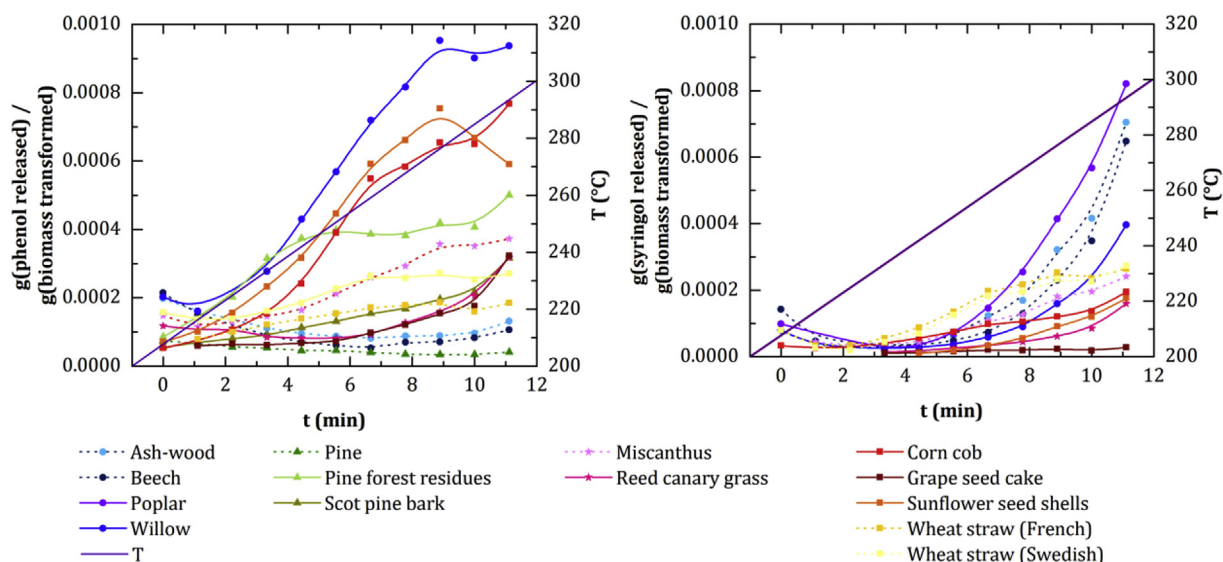 g(phenol released) /
g(biomass transformed)
0.0010
0.0008
0.0006
0.0004
0.0002
0.0000
0 2 4 6 8 10 12
t (min)
320
300
280
260
240
220
200
T (°C)
g(syringol released) /
g(biomass transformed)
0.0010
0.0008
0.0006
0.0004
0.0002
0.0000
0 2 4 6 8 10 12
t (min)
320
300
280
260
240
220
200
T (°C)
Ash-wood
Beech
Poplar
Willow
T
Pine
Pine forest residues
Scot pine bark
Miscanthus
Reed canary grass
Corn cob
Grape seed cake
Sunflower seed shells
Wheat straw (French)
Wheat straw (Swedish)